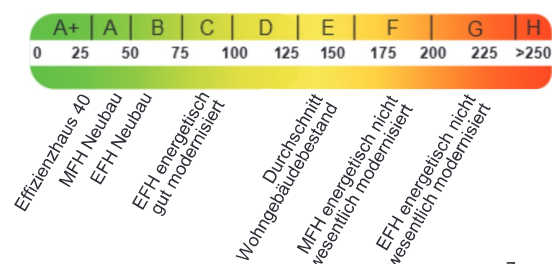 A+ A B C D E F G H
0 25 50 75 100 125 150 175 200 225 >250
Effizienzhaus 40
MFH Neubau
EFH Neubau
EFH energetisch
gut modernisiert
Durchschnitt
Wohngebäudebestand
MFH energetisch nicht
wesentlich modernisiert
EFH energetisch nicht
wesentlich modernisiert